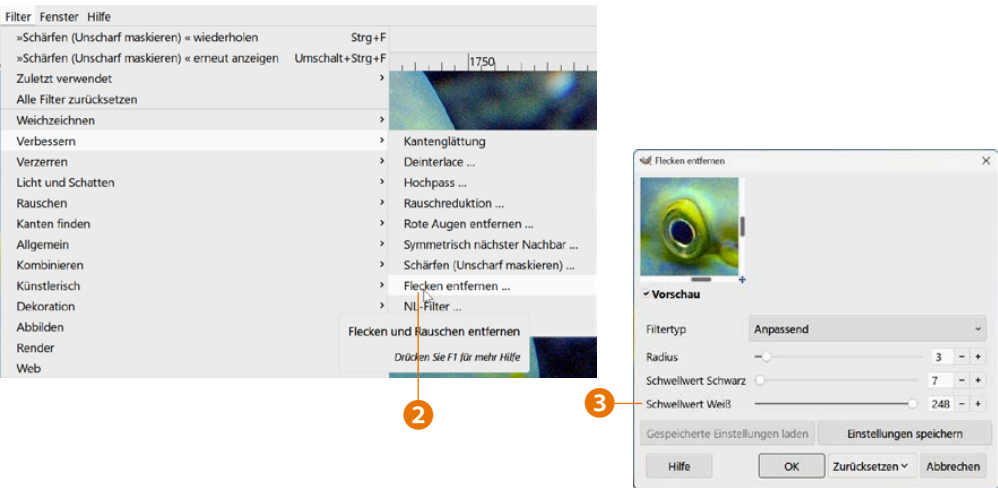 Filter Fenster Hilfe
»Schärfen (Unscharf maskieren) « wiederholen Strg+F
»Schärfen (Unscharf maskieren) « erneut anzeigen Umschalt+Strg+F
Zuletzt verwendet
Alle Filter zurücksetzen
Weichzeichnen
Verbessern
Verzerren
Licht und Schatten
Rauschen
Kanten finden
Allgemein
Kombinieren
Künstlerisch
Dekoration
Abbilden
Render
Web
1750
Kantenglättung
Deinterlace ...
Hochpass ...
Rauschreduktion ...
Rote Augen entfernen ...
Symmetrisch nächster Nachbar ...
Schärfen (Unscharf maskieren) ...
Flecken entfernen ...
NL-Filter ...
Flecken und Rauschen entfernen
Drücken Sie F1 für mehr Hilfe
2
Flecken entfernen
Vorschau
Filtertyp Anpassend
Radius 3 - +
Schwellwert Schwarz 7 - +
3 Schwellwert Weiß 248 - +
Gespeicherte Einstellungen laden Einstellungen speichern
Hilfe OK Zurücksetzen Abbrechen